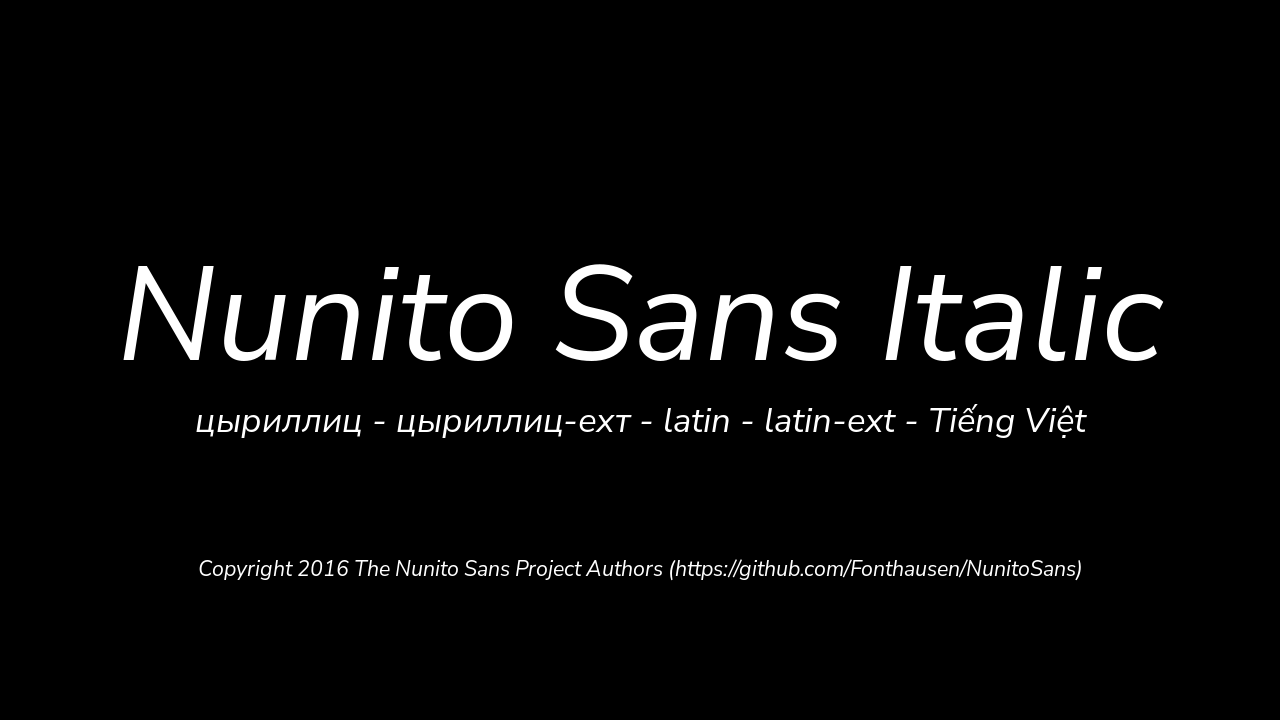 Nunito Sans Italic
цыриллиц - цыриллиц-ехт - latin - latin-ext - Tiếng Việt
Copyright 2016 The Nunito Sans Project Authors (https://github.com/Fonthausen/NunitoSans)